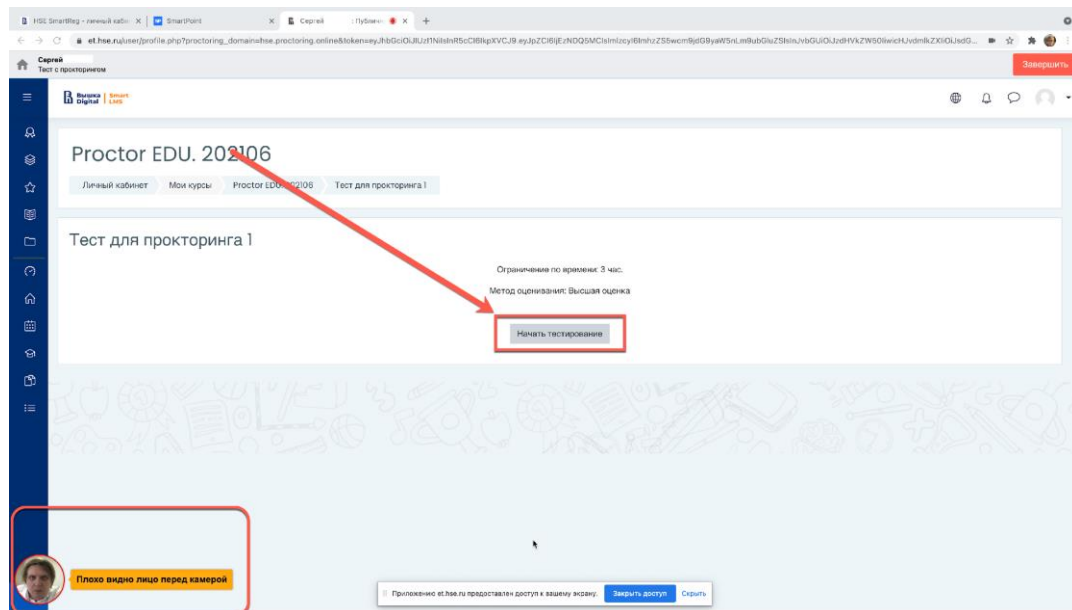 HSE SmartReg - личный каби
SmartPoint
Сергей : Публичн
et.hse.ru/user/profile.php?proctoring_domain=hse.proctoring.online&token=
Сергей
Тест с прокторингом
Завершить
Вышка Digital | Smart LMS
Proctor EDU. 202106
Личный кабинет Мои курсы Proctor EDU. 202106 Тест для прокторинга 1
Тест для прокторинга 1
Ограничение по времени: 3 час.
Метод оценивания: Высшая оценка
Начать тестирование
Плохо видно лицо перед камерой
Приложению et.hse.ru предоставлен доступ к вашему экрану. Закрыть доступ Скрыть